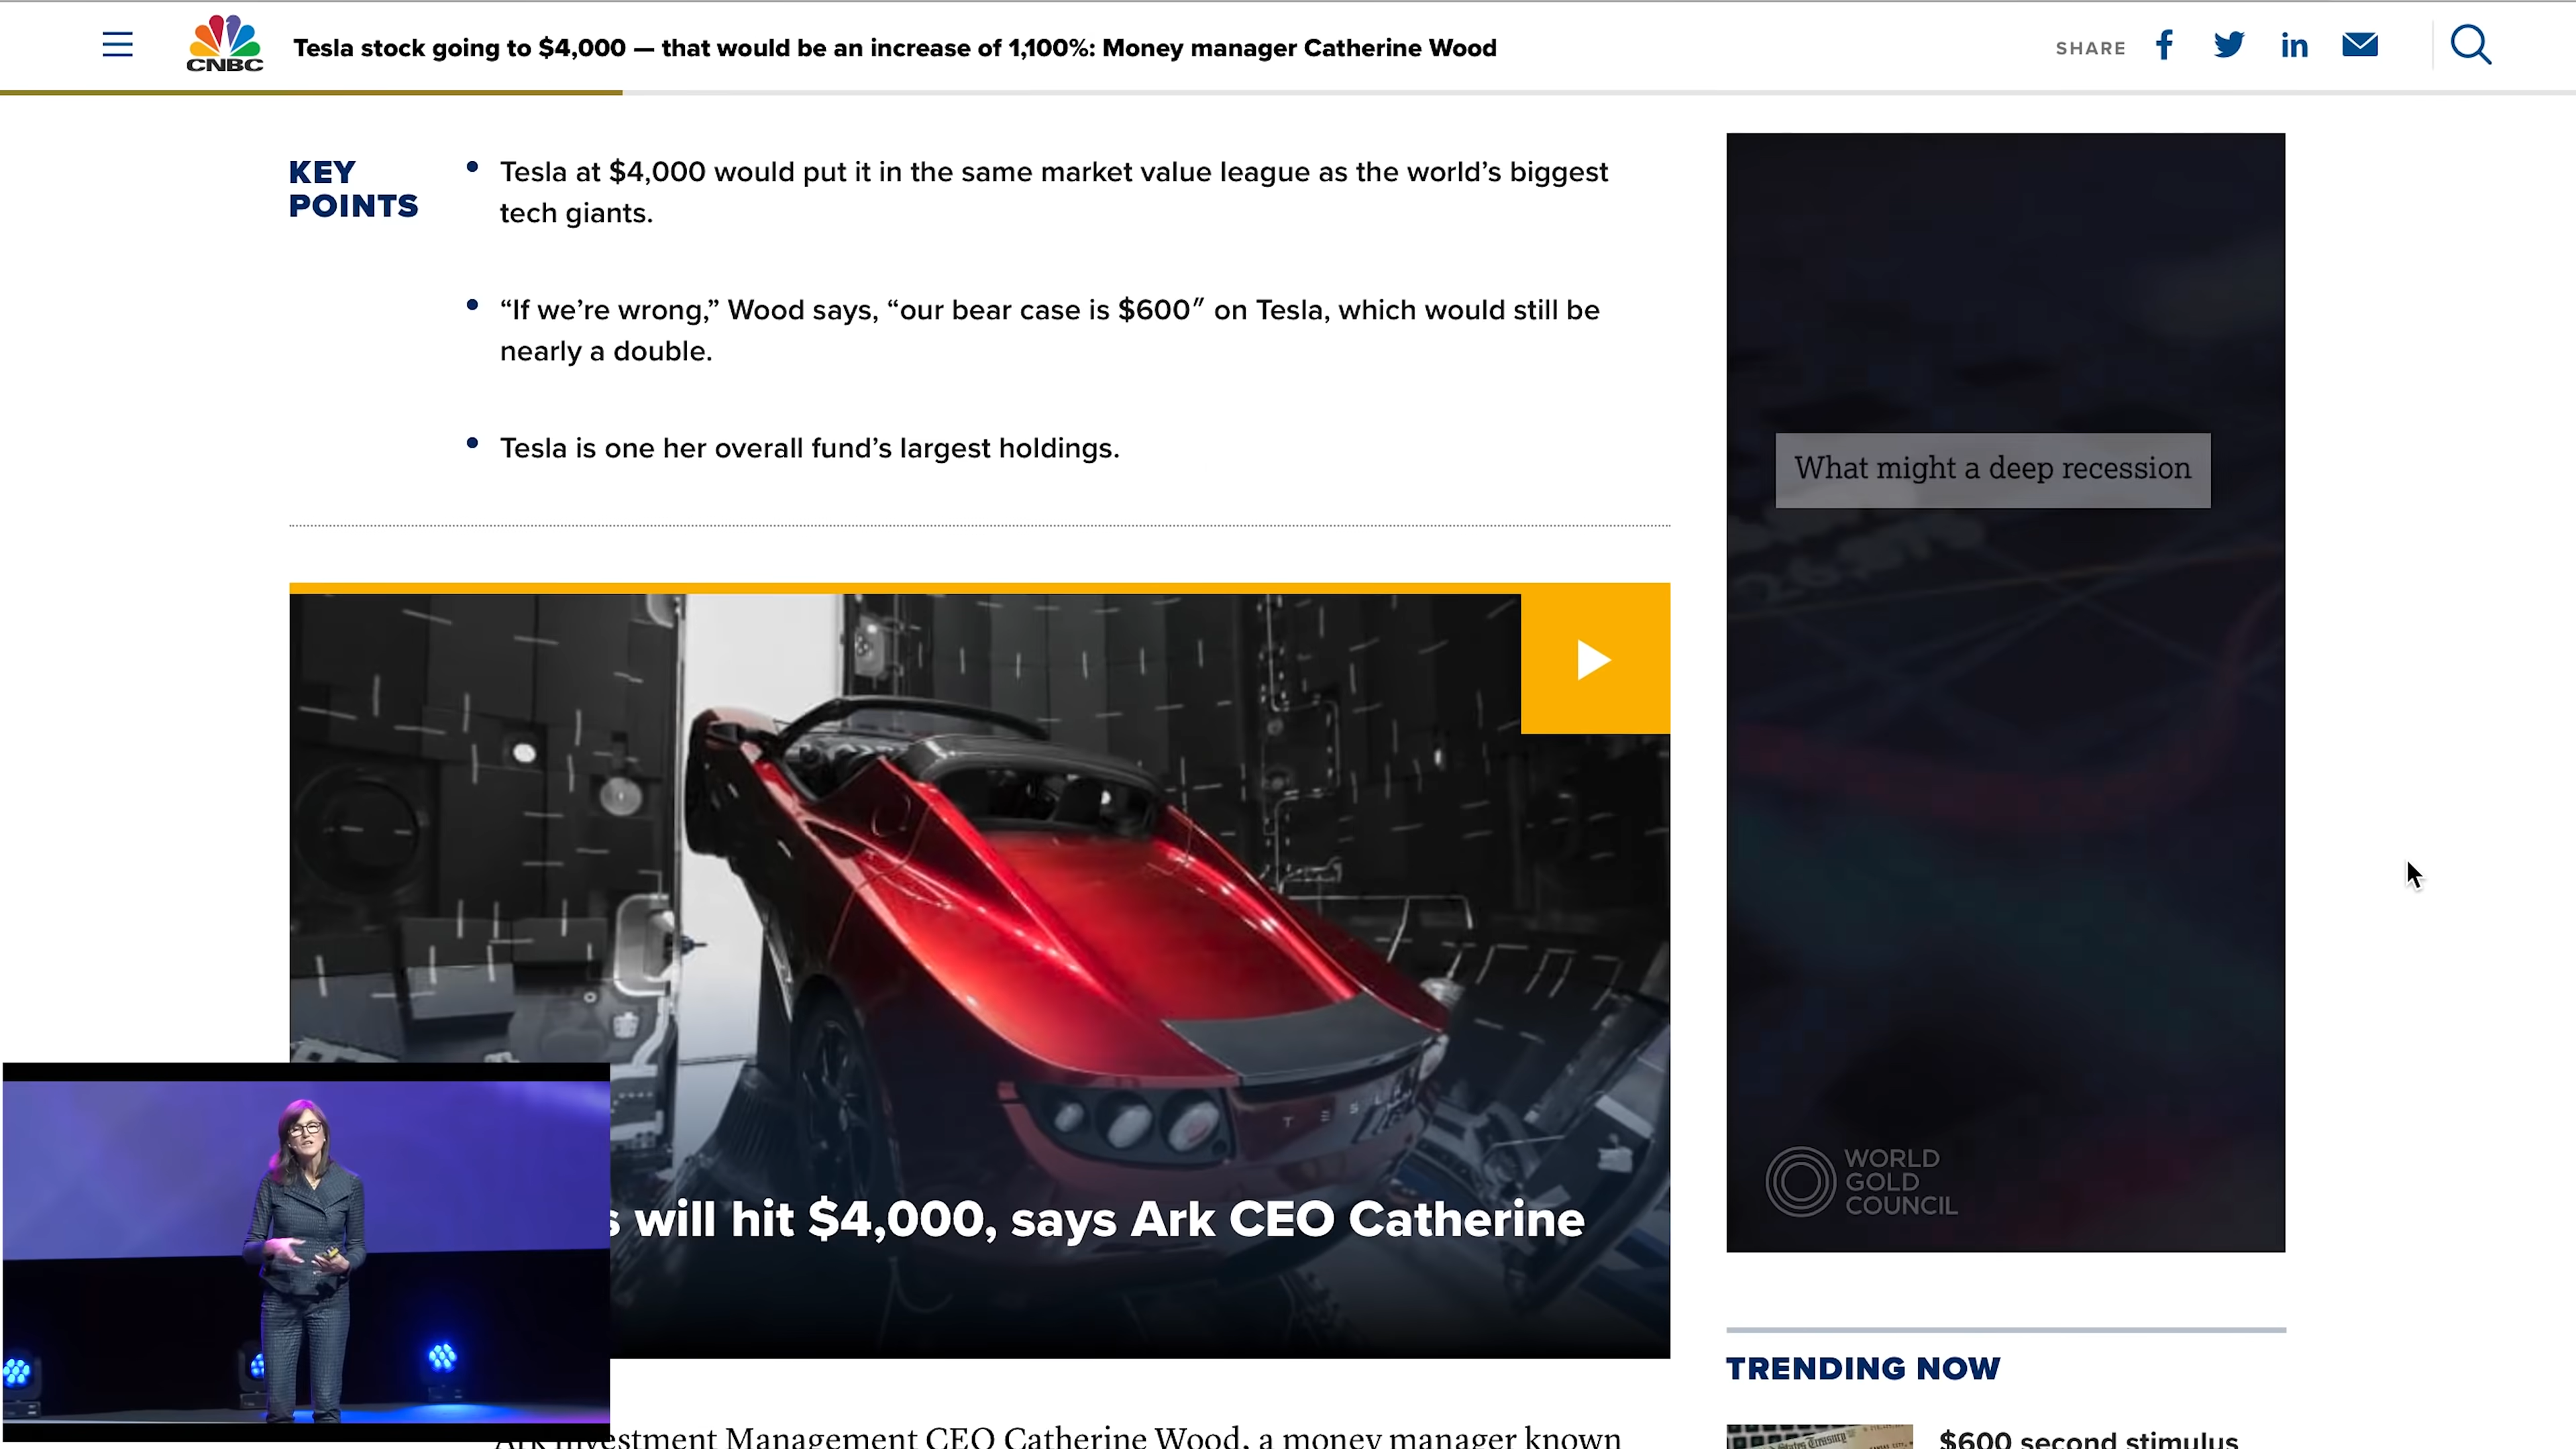 CNBC
Tesla stock going to $4,000 — that would be an increase of 1,100%: Money manager Catherine Wood
SHARE
KEY
POINTS
Tesla at $4,000 would put it in the same market value league as the world’s biggest
tech giants.
“If we’re wrong,” Wood says, “our bear case is $600″ on Tesla, which would still be
nearly a double.
Tesla is one her overall fund’s largest holdings.
What might a deep recession
TESL
will hit $4,000, says Ark CEO Catherine
WORLD
GOLD
COUNCIL
TRENDING NOW
Ark Investment Management CEO Catherine Wood, a money manager known
$600 second stimulus